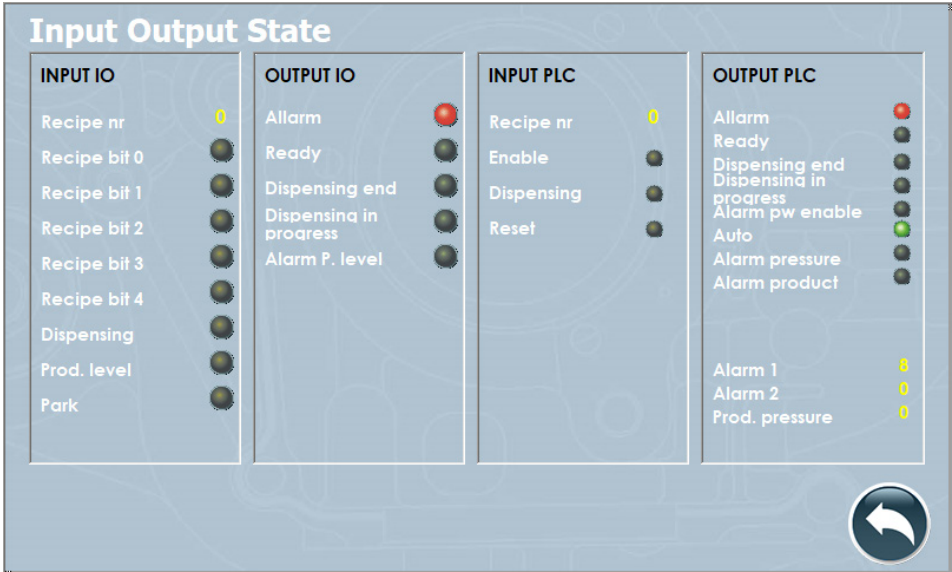 Input Output State
INPUT IO
Recipe nr 0
Recipe bit 0
Recipe bit 1
Recipe bit 2
Recipe bit 3
Recipe bit 4
Dispensing
Prod. level
Park
OUTPUT IO
Allarm
Ready
Dispensing end
Dispensing in
progress
Alarm P. level
INPUT PLC
Recipe nr 0
Enable
Dispensing
Reset
OUTPUT PLC
Allarm
Ready
Dispensing end
Dispensing in
progress
Alarm pw enable
Auto
Alarm pressure
Alarm product
Alarm 1 8
Alarm 2 0
Prod. pressure 0